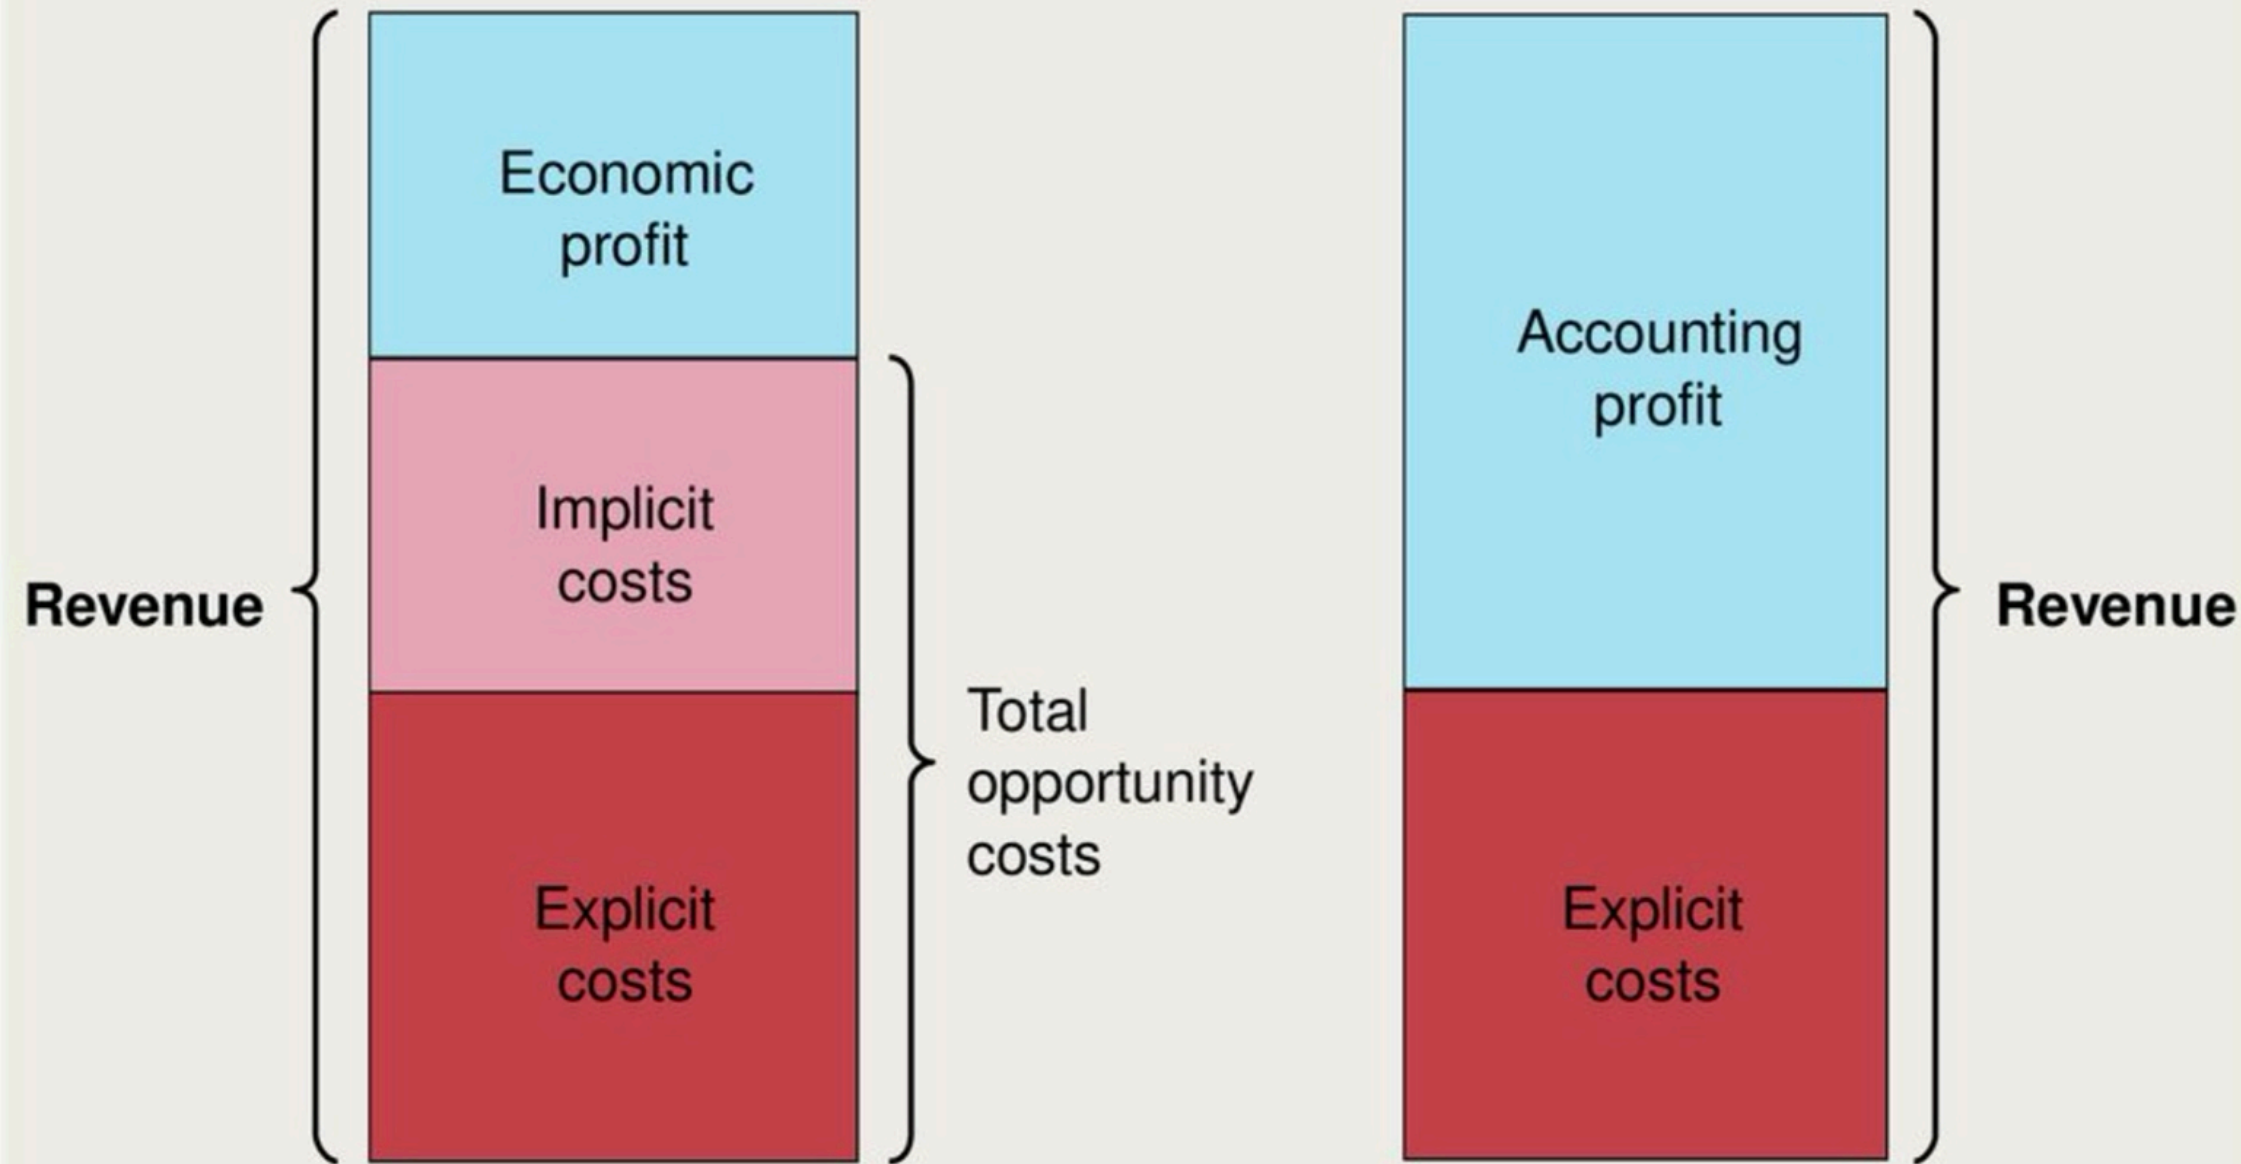 Economic
profit
Implicit
costs
Revenue
Explicit
costs
Total
opportunity
costs
Accounting
profit
Explicit
costs
Revenue